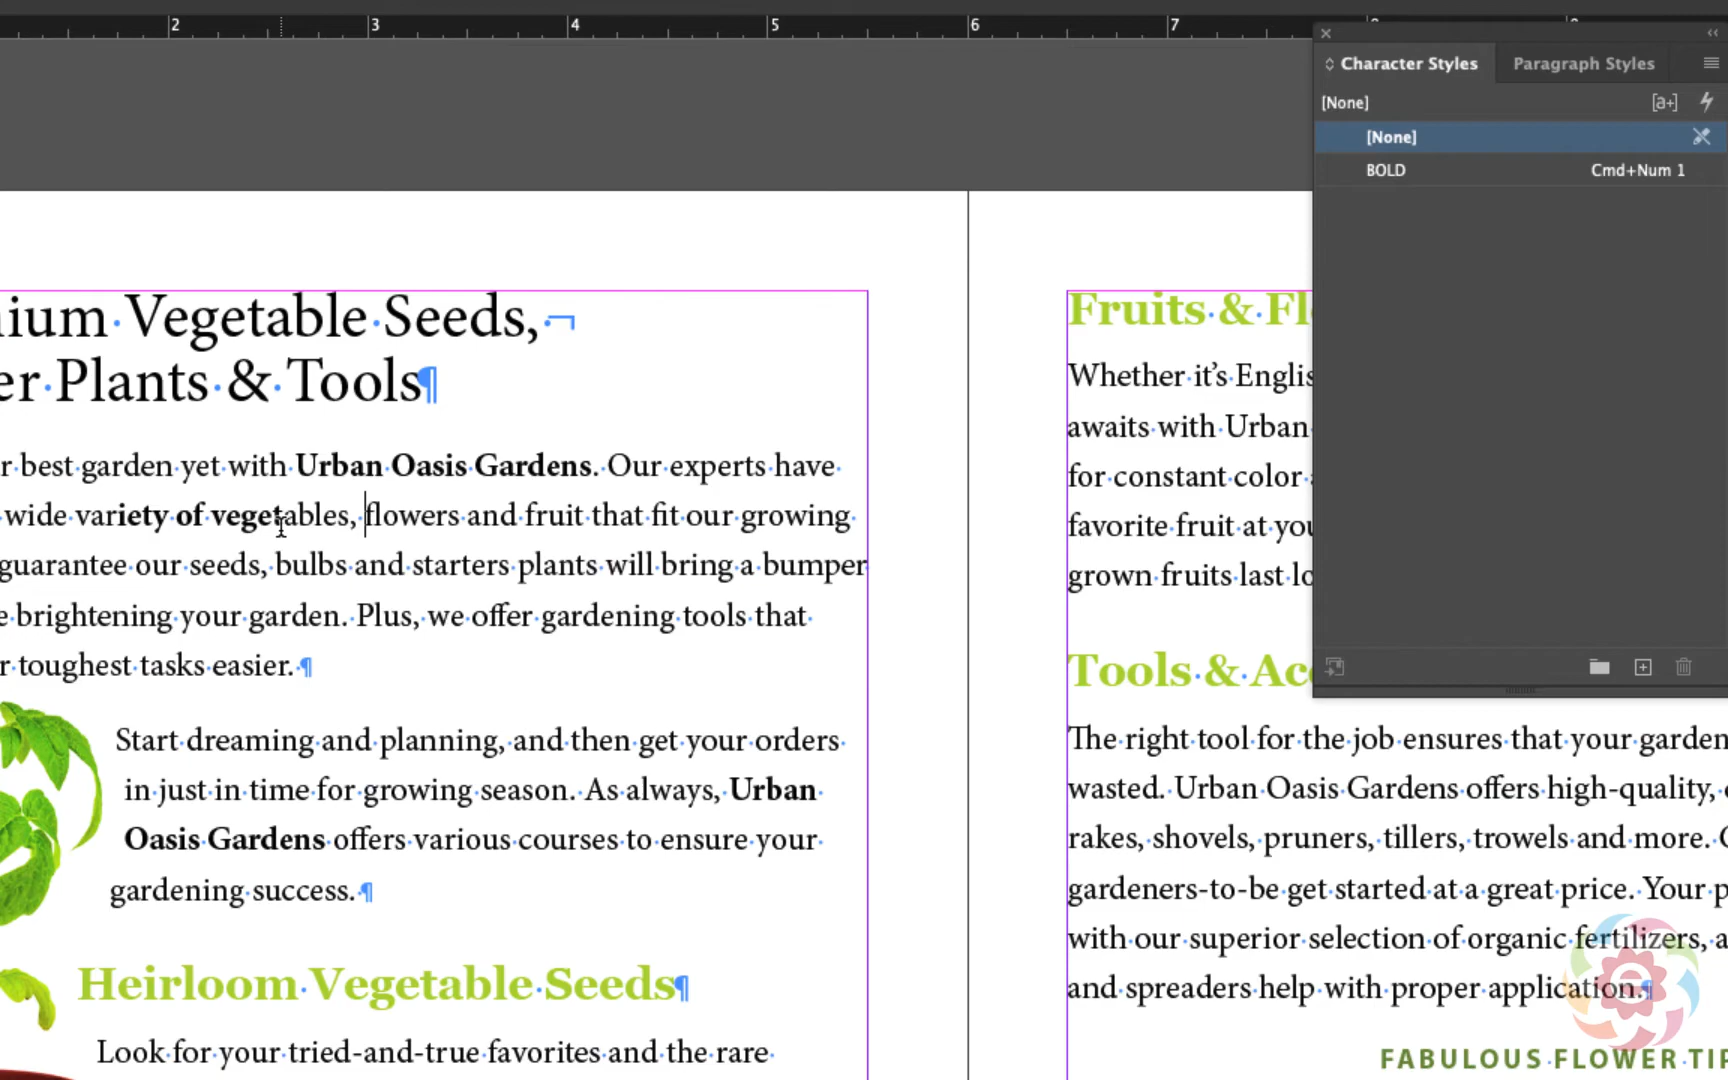 2 3 4 5 6 7
Character Styles Paragraph Styles
[None] [a+]
[None]
BOLD Cmd+Num 1
Vegetable Seeds,¬
Plants & Tools¶
best garden yet with Urban Oasis Gardens. Our experts have
wide variety of vegetables, flowers and fruit that fit our growing
guarantee our seeds, bulbs and starters plants will bring a bumper
brightening your garden. Plus, we offer gardening tools that
toughest tasks easier. ¶
Start dreaming and planning, and then get your orders
in just in time for growing season. As always, Urban
Oasis Gardens offers various courses to ensure your
gardening success. ¶
Heirloom Vegetable Seeds¶
Look for your tried-and-true favorites and the rare
Fruits & Fl
Whether it’s Englis
awaits with Urban
for constant color
favorite fruit at you
grown fruits last lo
Tools & Acc
The right tool for the job ensures that your garden
wasted. Urban Oasis Gardens offers high-quality,
rakes, shovels, pruners, tillers, trowels and more.
gardeners-to-be get started at a great price. Your p
with our superior selection of organic fertilizers, a
and spreaders help with proper application.¶
FABULOUS FLOWER TIP